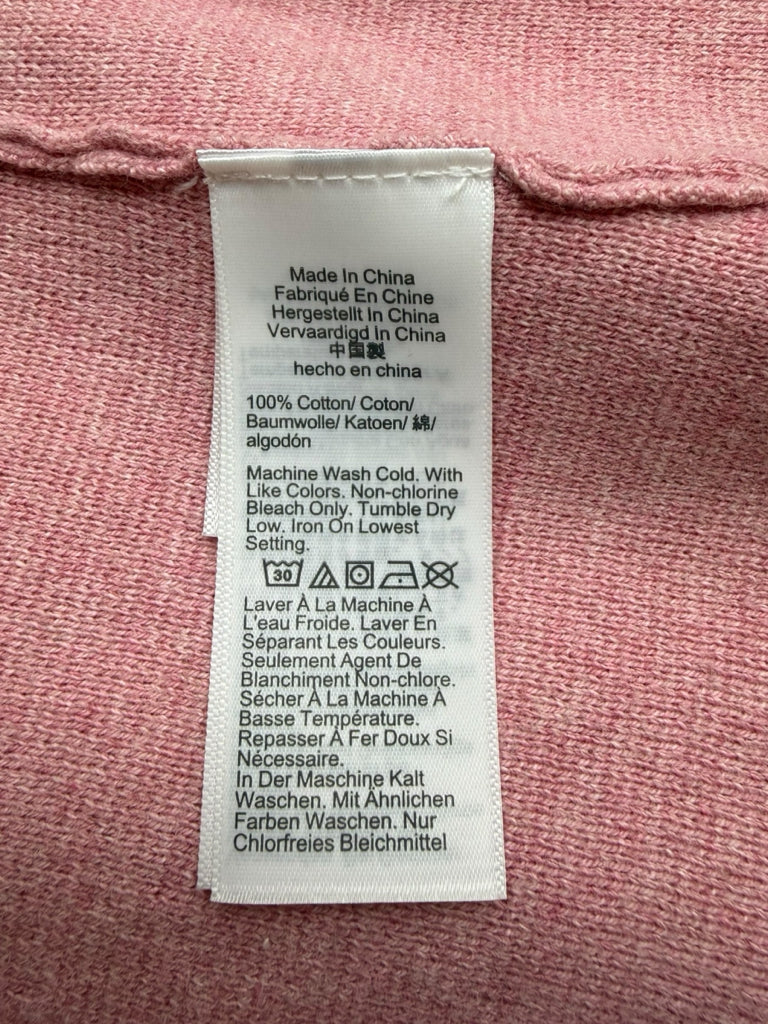 Made In China
Fabriqué En Chine
Hergestellt In China
Vervaardigd In China
中国製
hecho en china
100% Cotton/ Coton/
Baumwolle/ Katoen/ 綿/
algodón
Machine Wash Cold. With
Like Colors. Non-chlorine
Bleach Only. Tumble Dry
Low. Iron On Lowest
Setting.
30
Laver À La Machine À
L'eau Froide. Laver En
Séparant Les Couleurs.
Seulement Agent De
Blanchiment Non-chlore.
Sécher À La Machine À
Basse Température.
Repasser À Fer Doux Si
Nécessaire.
In Der Maschine Kalt
Waschen. Mit Ähnlichen
Farben Waschen. Nur
Chlorfreies Bleichmittel